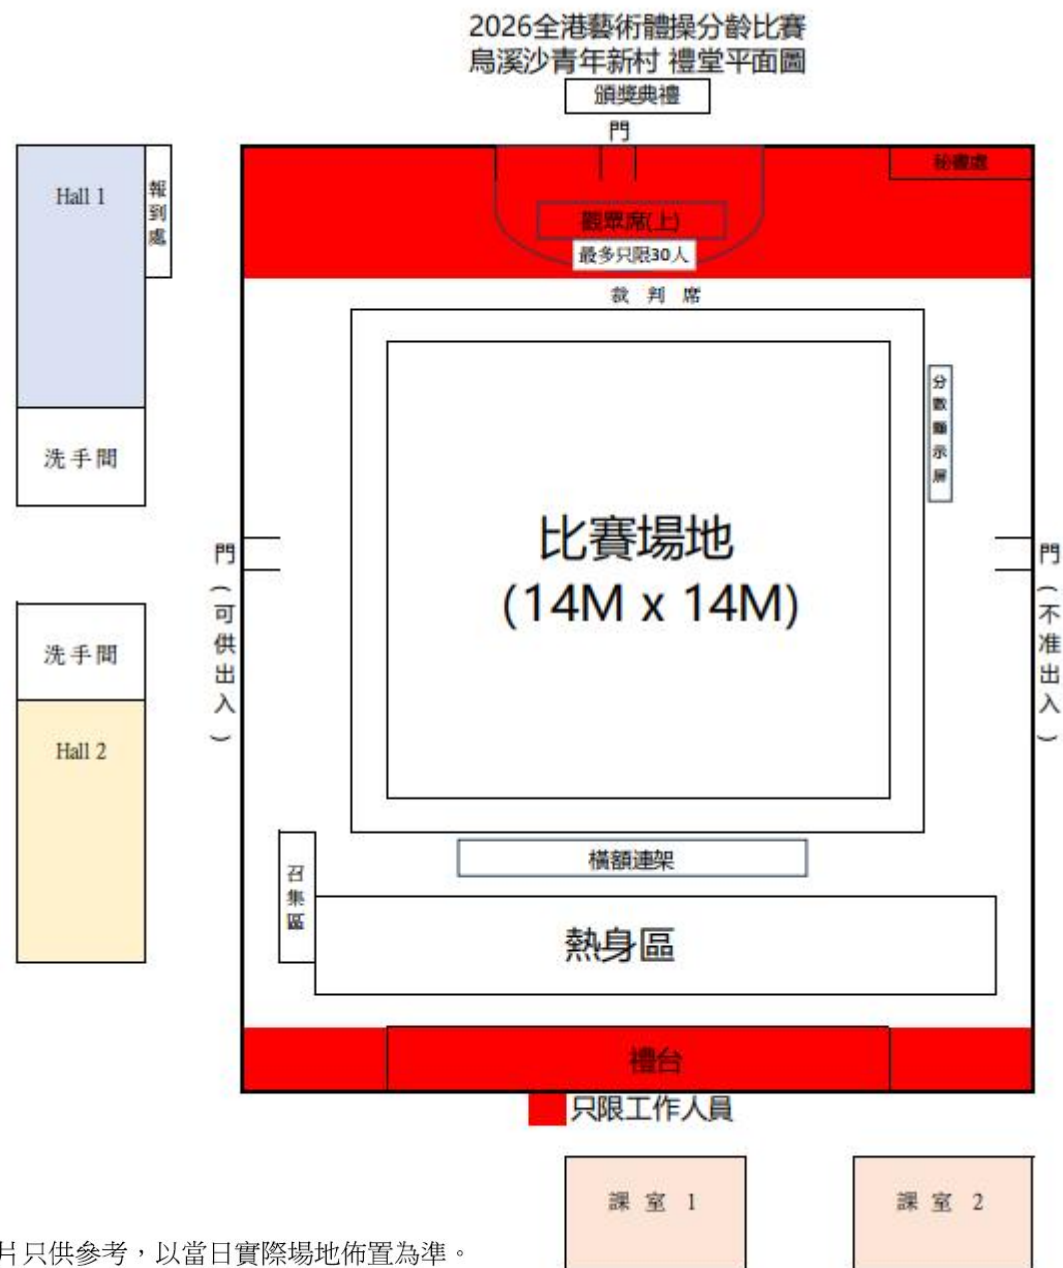 2026全港藝術體操分齡比賽
烏溪沙青年新村 禮堂平面圖
頒獎典禮
門
秘書處
Hall 1
報到處
觀眾席(上)
最多只限30人
裁 判 席
分數顯示屏
洗手間
比賽場地
(14M x 14M)
門(可供出入)
門(不准出入)
洗手間
Hall 2
橫額連架
召集區
熱身區
禮台
只限工作人員
課 室 1
課 室 2
片只供參考，以當日實際場地佈置為準。